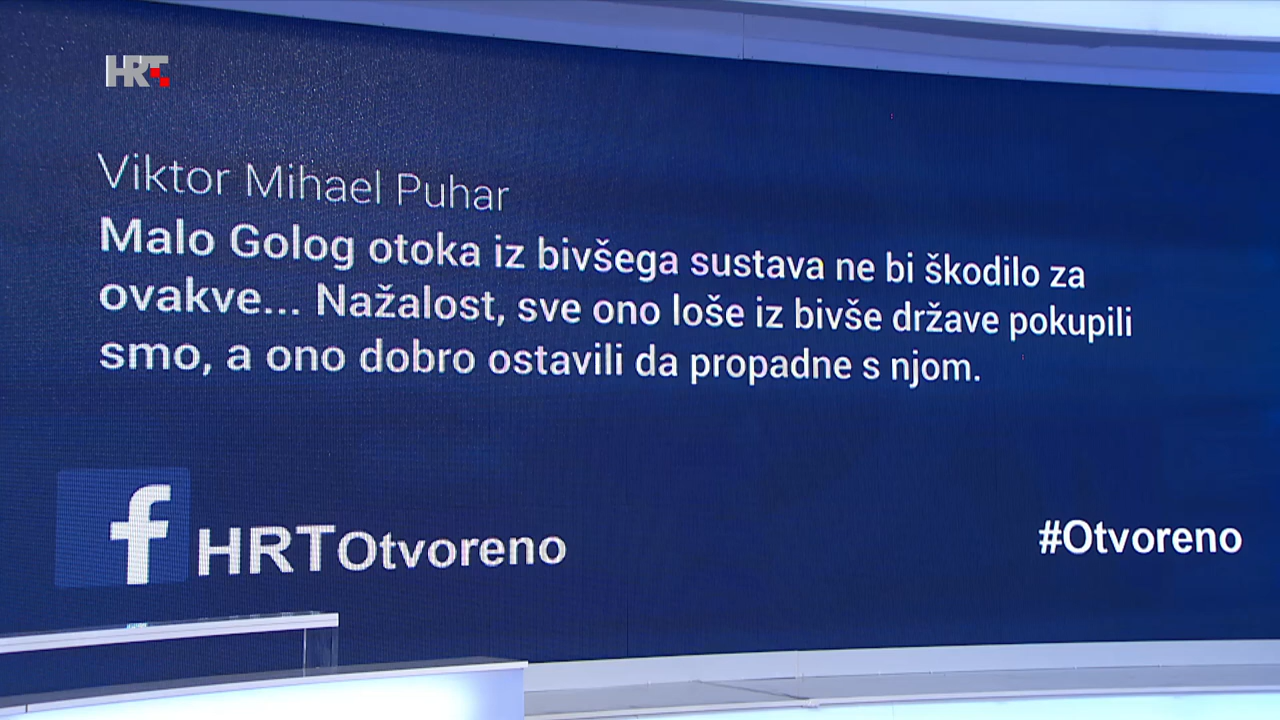 HRT
Viktor Mihael Puhar
Malo Golog otoka iz bivšega sustava ne bi škodilo za
ovakve... Nažalost, sve ono loše iz bivše države pokupili
smo, a ono dobro ostavili da propadne s njom.
f HRTOtvoreno
#Otvoreno